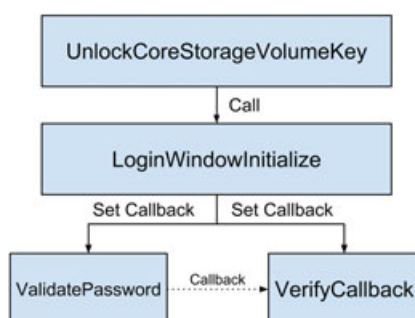 UnlockCoreStorageVolumeKey
Call
LoginWindowInitialize
Set Callback Set Callback
ValidatePassword Callback VerifyCallback